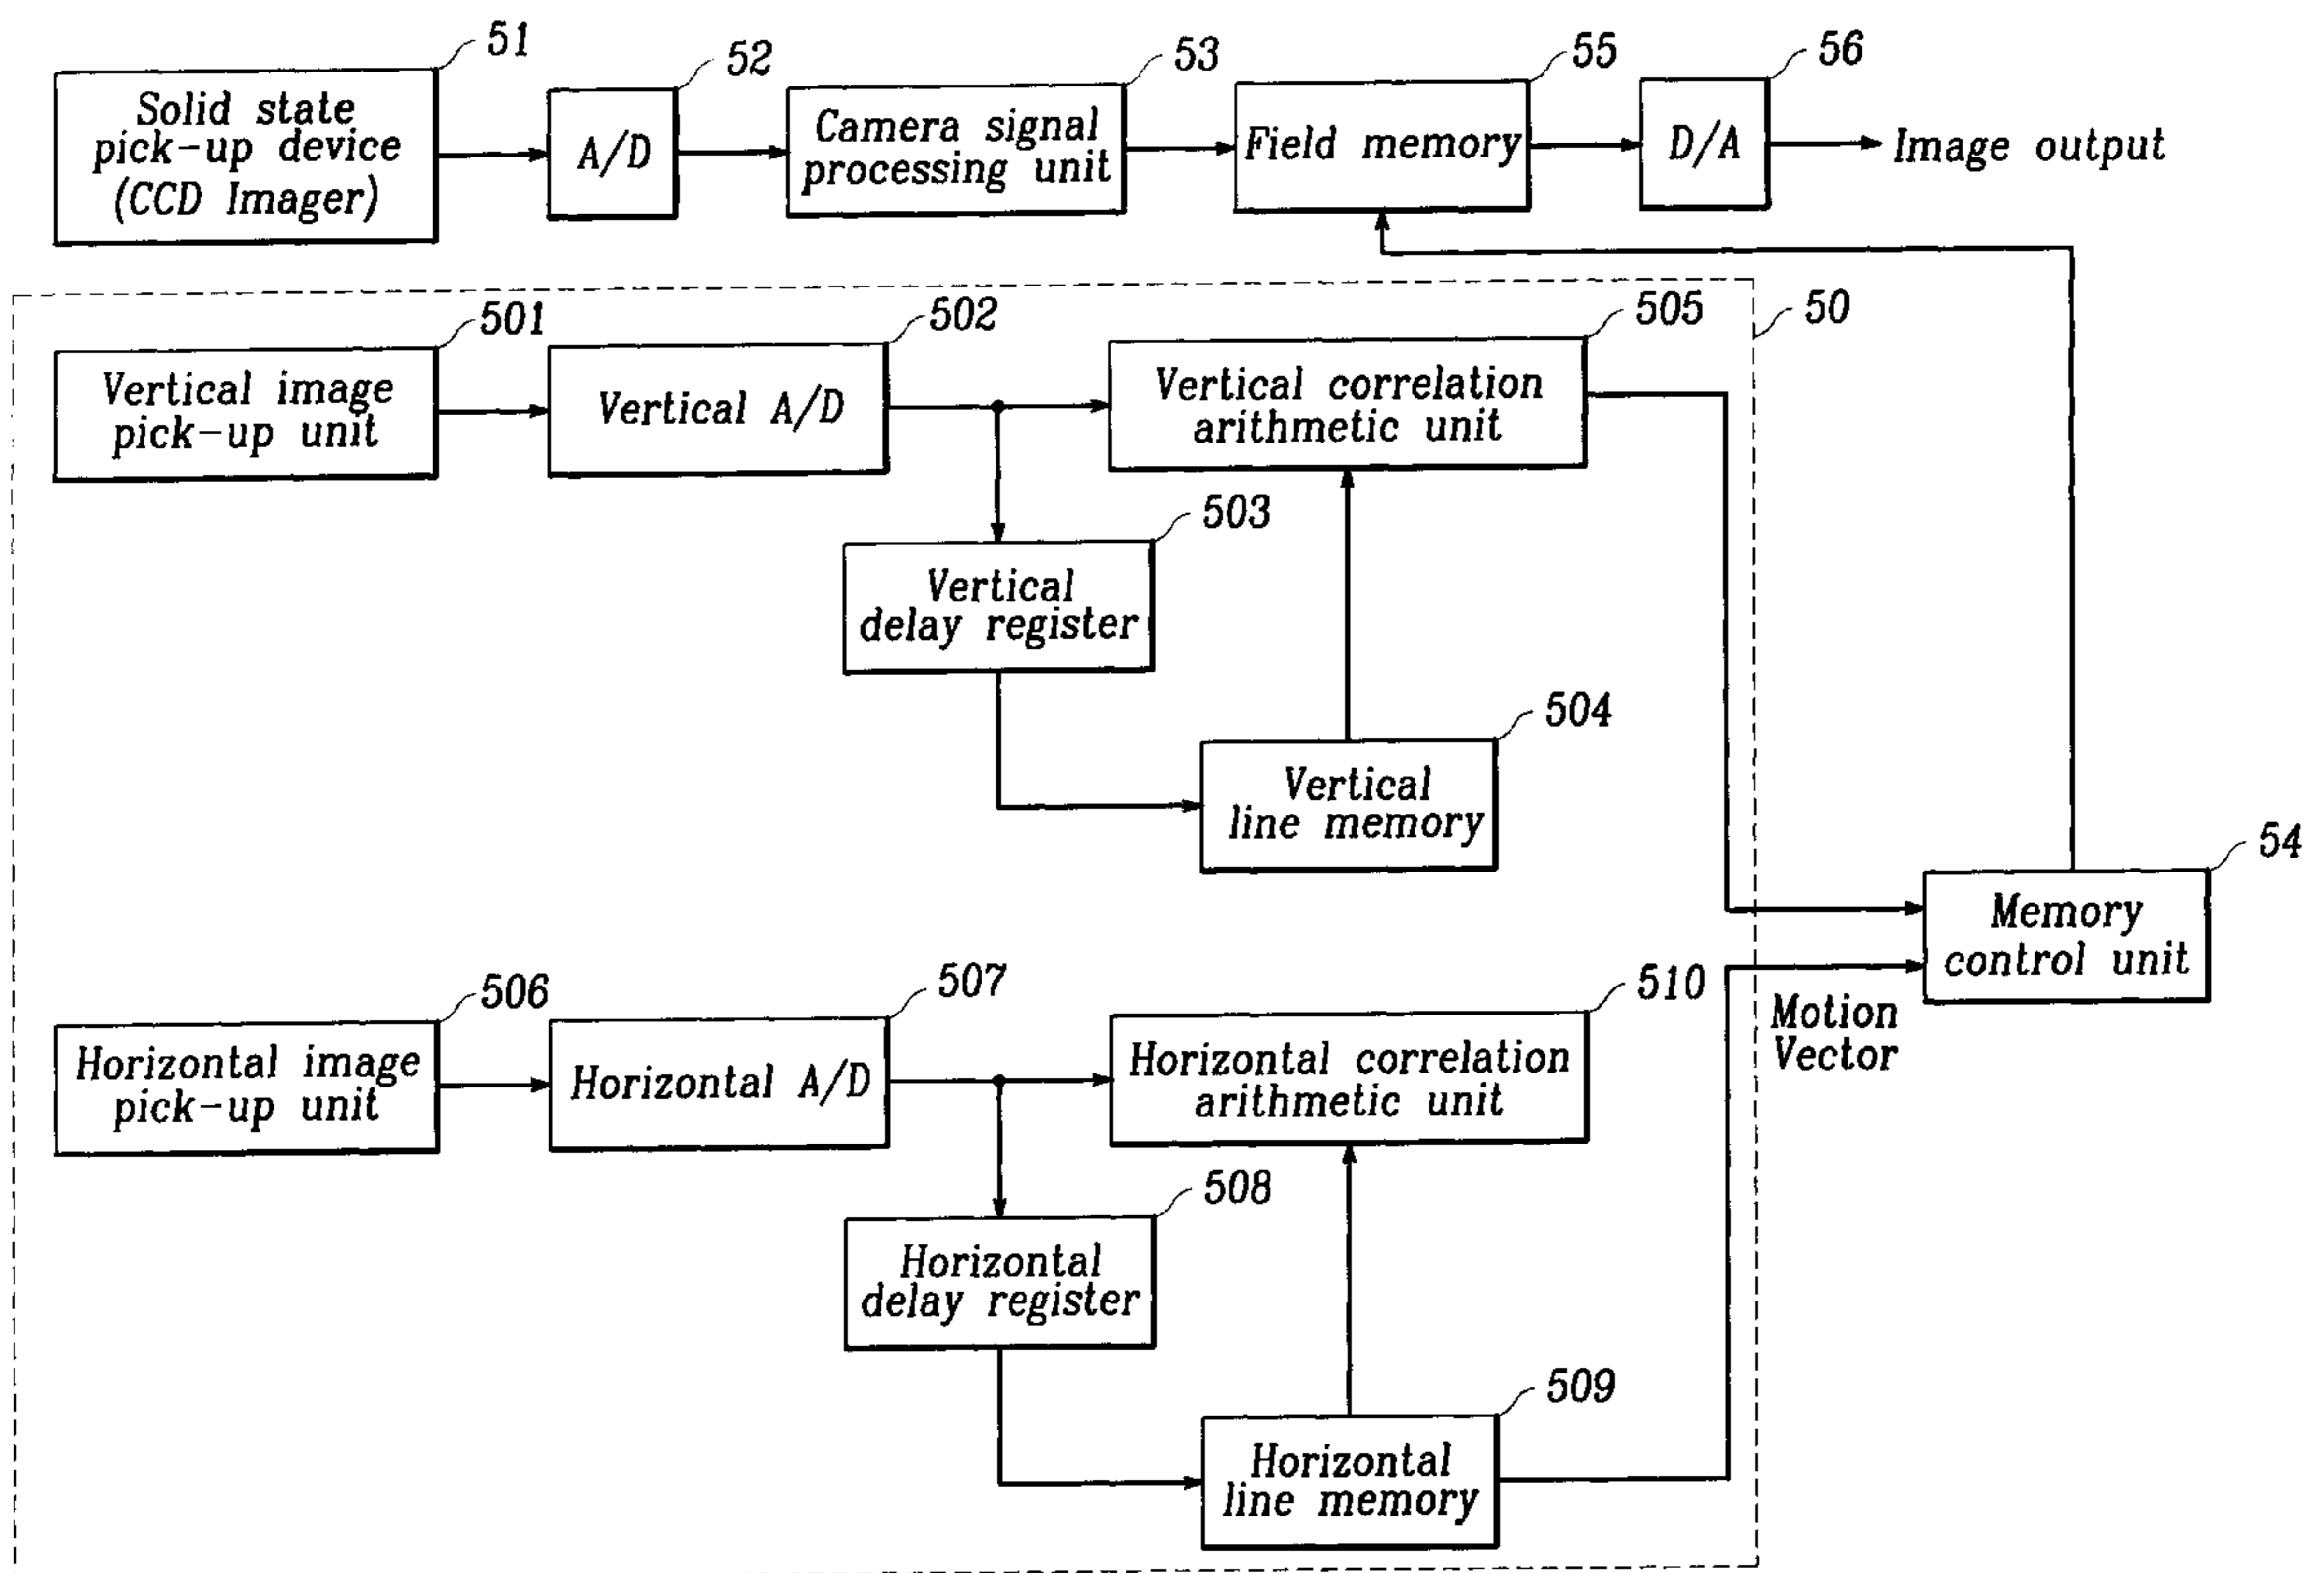 51
Solid state
pick-up device
(CCD Imager)
52
A/D
53
Camera signal
processing unit
55
Field memory
56
D/A
Image output
50
501
Vertical image
pick-up unit
502
Vertical A/D
505
Vertical correlation
arithmetic unit
503
Vertical
delay register
504
Vertical
line memory
54
Memory
control unit
Motion
Vector
506
Horizontal image
pick-up unit
507
Horizontal A/D
510
Horizontal correlation
arithmetic unit
508
Horizontal
delay register
509
Horizontal
line memory